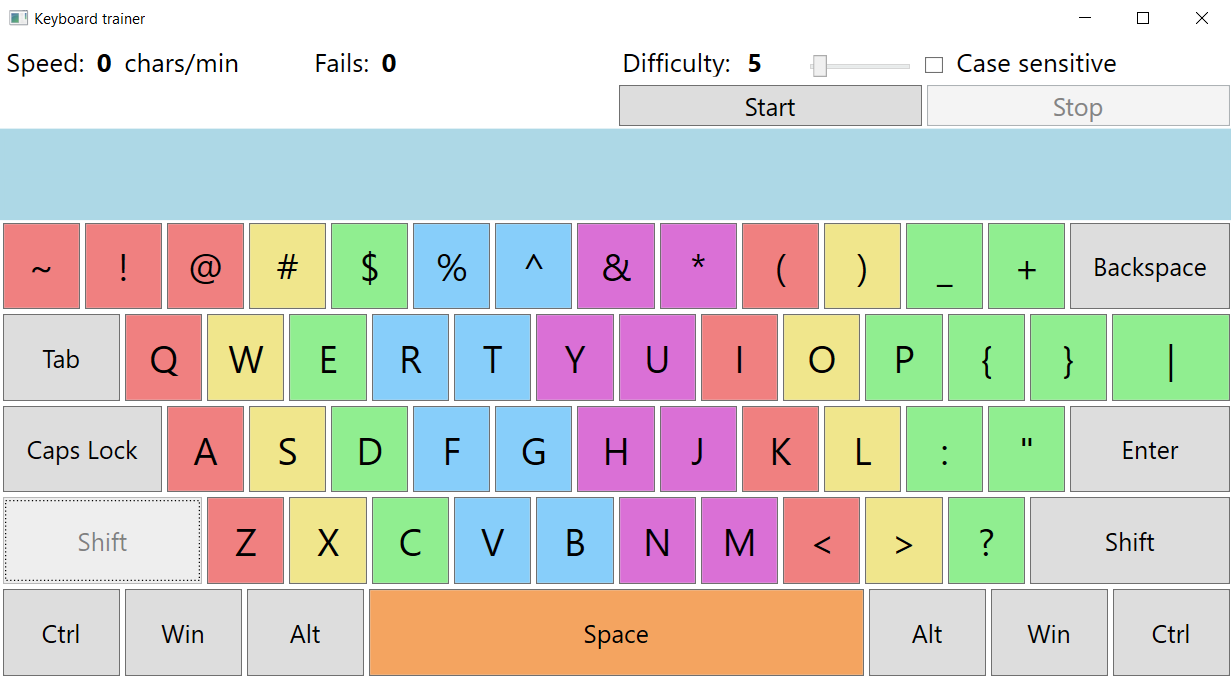 Keyboard trainer
Speed: 0 chars/min Fails: 0 Difficulty: 5 Case sensitive
Start Stop
~ ! @ # $ % ^ & * ( ) _ + Backspace
Tab Q W E R T Y U I O P { } |
Caps Lock A S D F G H J K L : " Enter
Shift Z X C V B N M < > ? Shift
Ctrl Win Alt Space Alt Win Ctrl